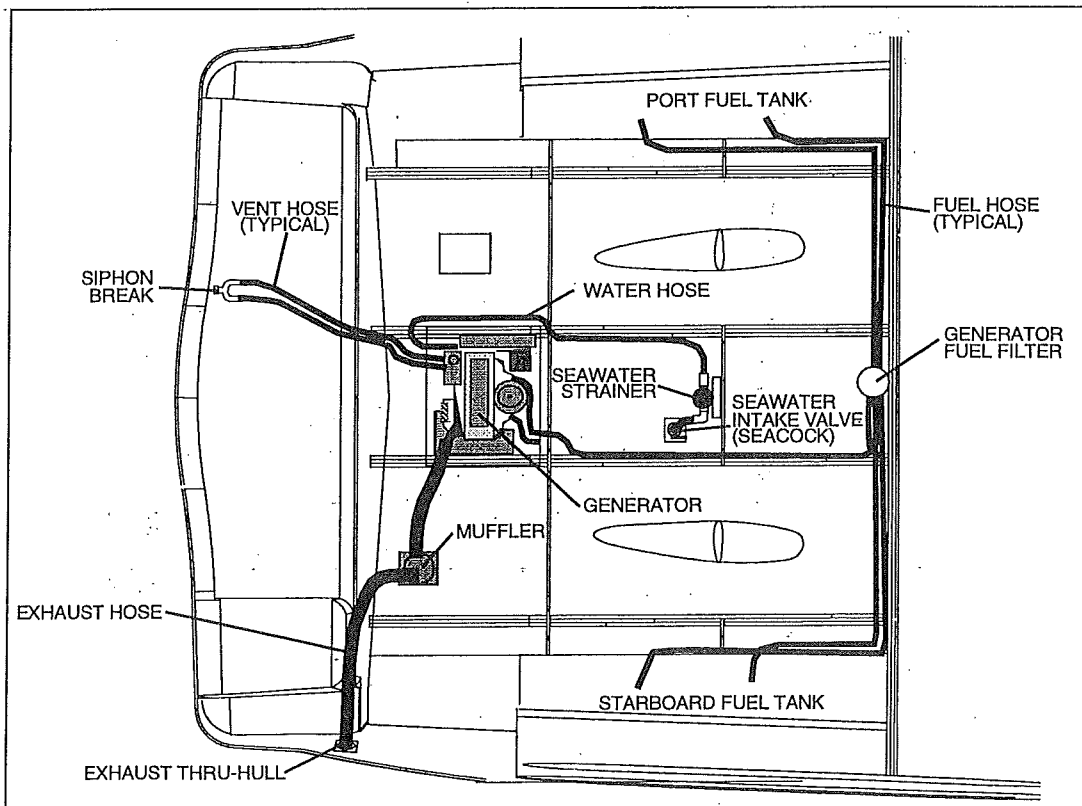 PORT FUEL TANK
VENT HOSE
(TYPICAL)
FUEL HOSE
(TYPICAL)
SIPHON
BREAK
WATER HOSE
GENERATOR
FUEL FILTER
SEAWATER
STRAINER
SEAWATER
INTAKE VALVE
(SEACOCK)
GENERATOR
MUFFLER
EXHAUST HOSE
STARBOARD FUEL TANK
EXHAUST THRU-HULL